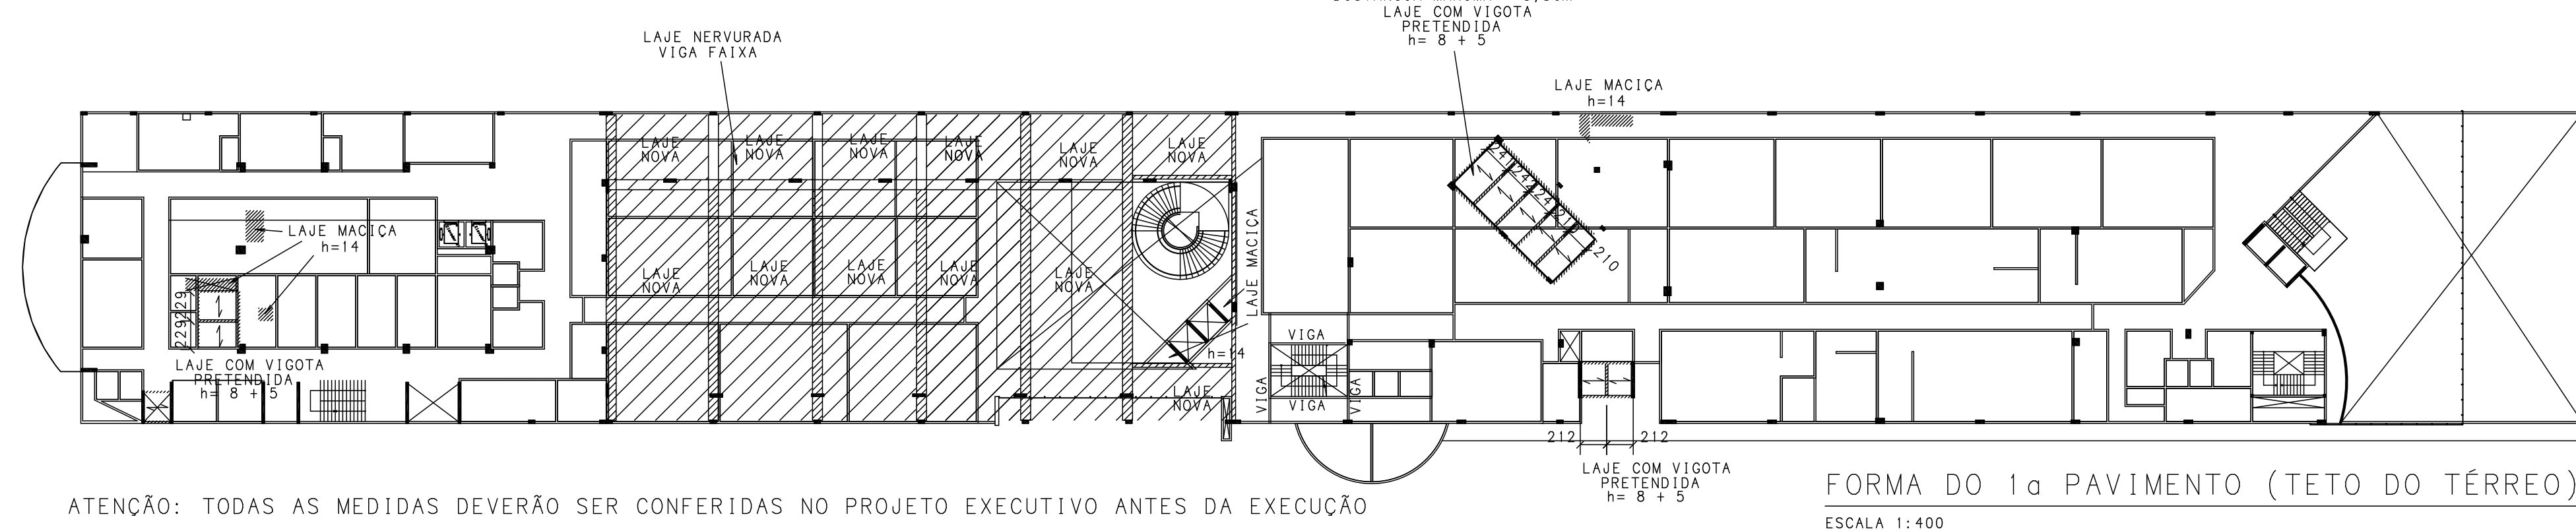 LAJE COM VIGOTA
PRETENDIDA
h= 8 + 5
LAJE NERVURADA
VIGA FAIXA
LAJE MACIÇA
h=14
LAJE
NOVA
LAJE
NOVA
LAJE
NOVA
LAJE
NOVA
LAJE
NOVA
LAJE
NOVA
LAJE MACIÇA
h=14
LAJE
NOVA
LAJE
NOVA
LAJE
NOVA
LAJE
NOVA
LAJE
NOVA
LAJE MACIÇA
h=14
210
229
229
LAJE COM VIGOTA
PRETENDIDA
h= 8 + 5
LAJE
NOVA
VIGA
VIGA
VIGA
VIGA
212
212
LAJE COM VIGOTA
PRETENDIDA
h= 8 + 5
ATENÇÃO: TODAS AS MEDIDAS DEVERÃO SER CONFERIDAS NO PROJETO EXECUTIVO ANTES DA EXECUÇÃO
FORMA DO 1a PAVIMENTO (TETO DO TÉRREO)
ESCALA 1:400